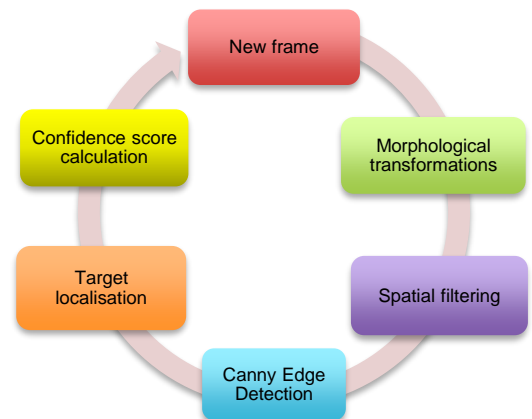 New frame
Morphological
transformations
Spatial filtering
Canny Edge
Detection
Target
localisation
Confidence score
calculation